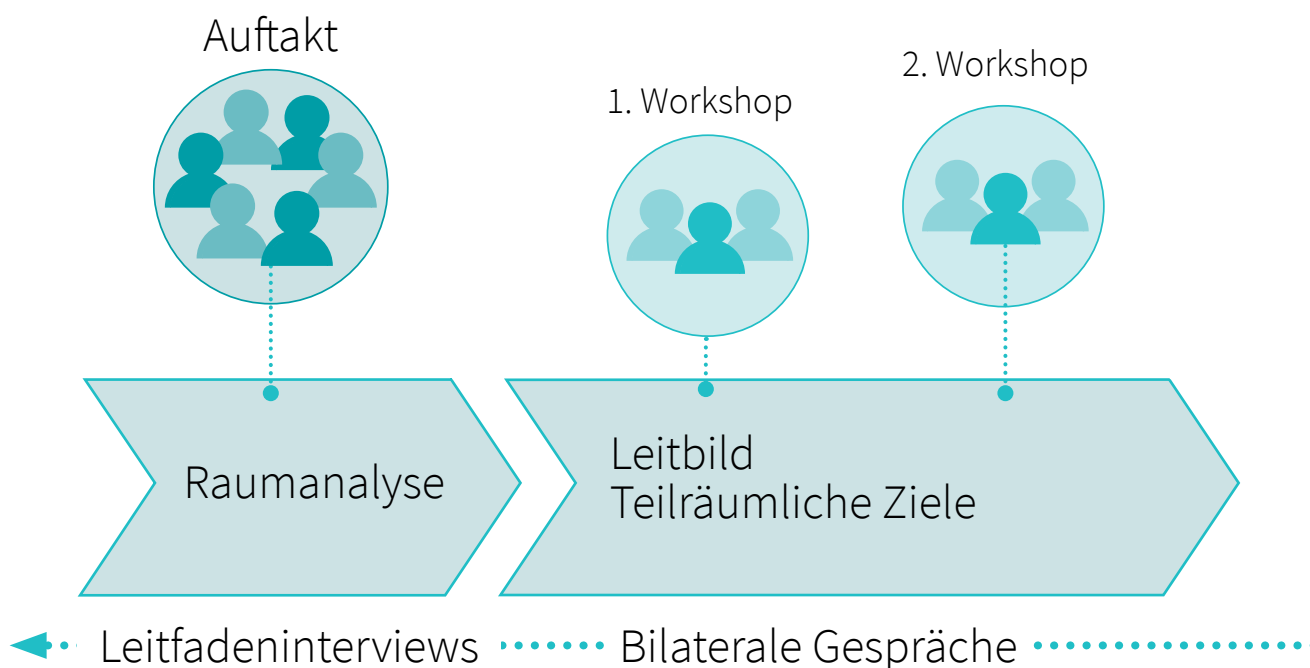 Auftakt
1. Workshop
2. Workshop
Raumanalyse
Leitbild
Teilräumliche Ziele
Leitfadeninterviews
Bilaterale Gespräche